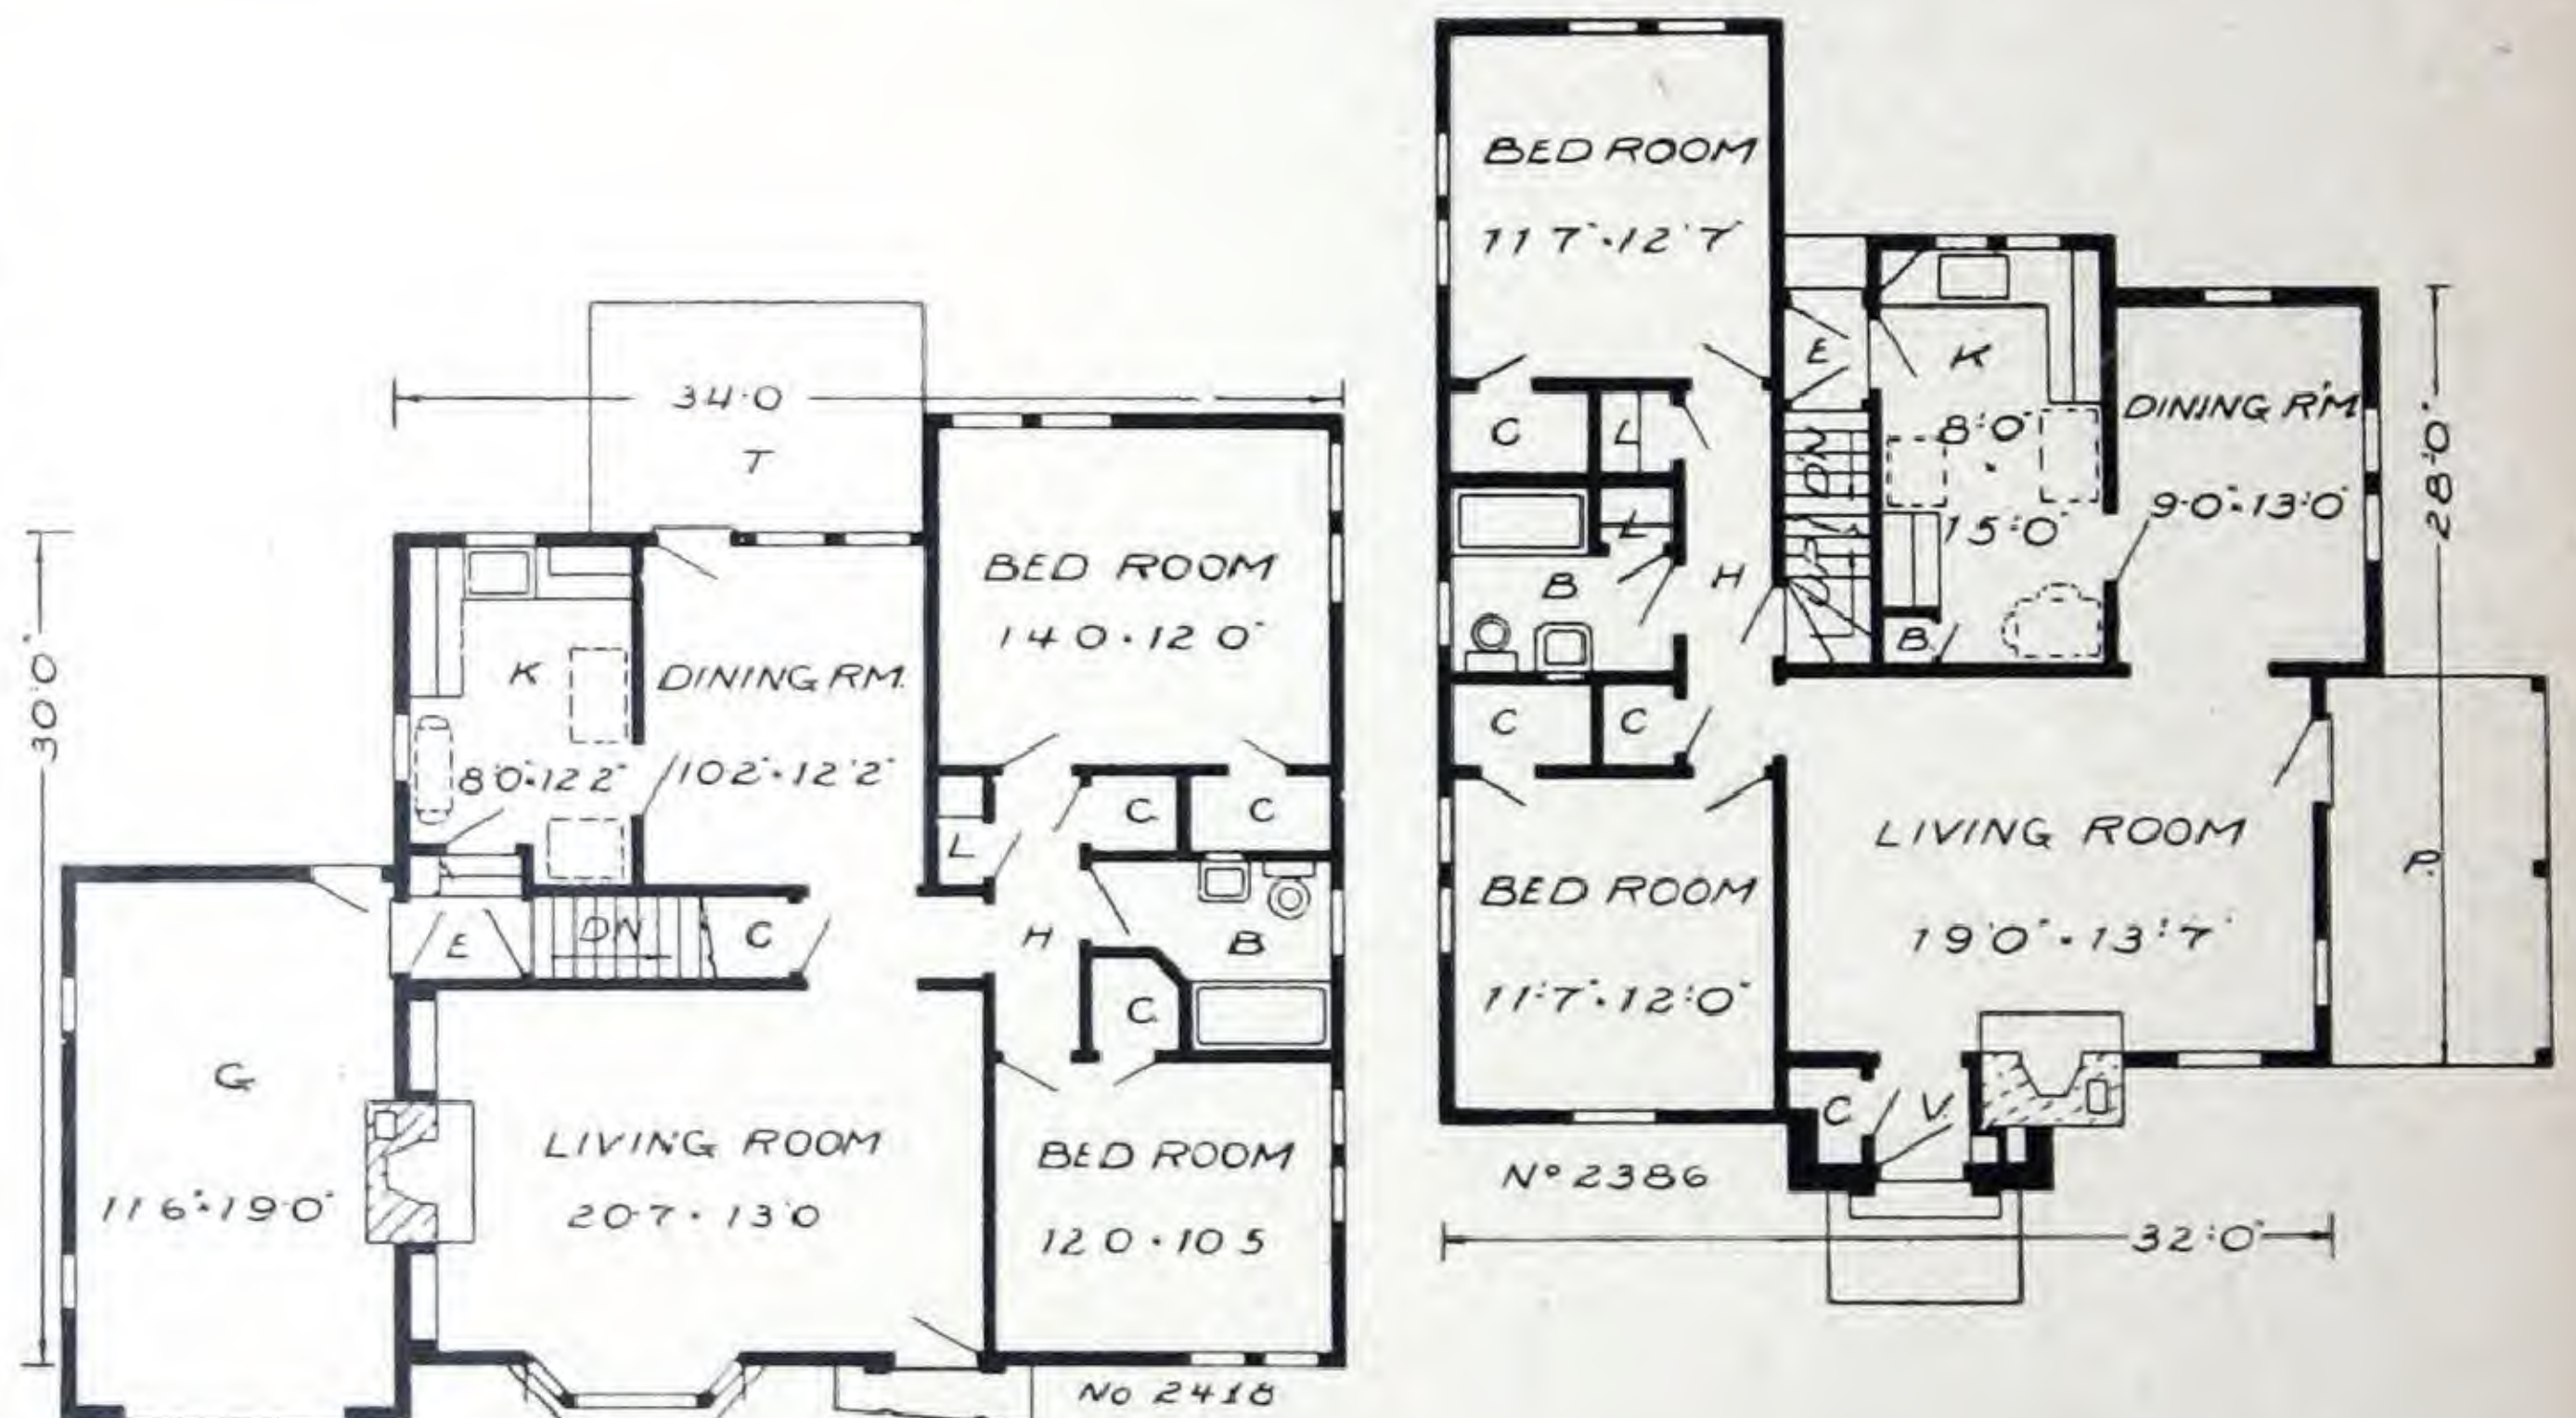 34·0
T
30'·0"
BED ROOM
14 0 · 12 0"
K
DINING RM.
8'0"·12 2"
10 2"·12'2"
L
C
C
E
DN
C
H
B
C
G
11 6"·19·0"
LIVING ROOM
20·7 · 13'0
BED ROOM
12 0 · 10 5
No 2418
BED ROOM
11 7"·12'7"
E
K
DINING R'M
C
L
DN
8'·0"
·
15'·0"
9·0"·13'·0"
28'·0"
L
B
H
UP
B
C
C
LIVING ROOM
19'0"·13'·7"
P.
BED ROOM
11'·7"·12'·0"
C
V.
Nº 2386
32'·0"